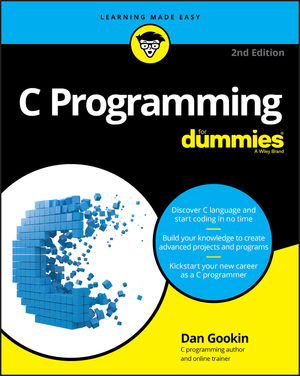 LEARNING MADE EASY
2nd Edition
C Programming
for
dummies®
A Wiley Brand
Discover C language and
start coding in no time
Build your knowledge to create
advanced projects and programs
Kickstart your new career
as a C programmer
Dan Gookin
C programming author
and online trainer